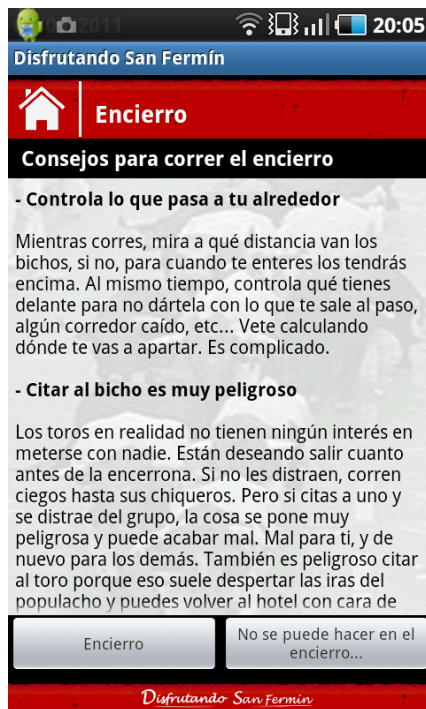 2011
20:05
Disfrutando San Fermín
Encierro
Consejos para correr el encierro
- Controla lo que pasa a tu alrededor
Mientras corres, mira a qué distancia van los
bichos, si no, para cuando te enteres los tendrás
encima. Al mismo tiempo, controla qué tienes
delante para no dártela con lo que te sale al paso,
algún corredor caído, etc... Vete calculando
dónde te vas a apartar. Es complicado.
- Citar al bicho es muy peligroso
Los toros en realidad no tienen ningún interés en
meterse con nadie. Están deseando salir cuanto
antes de la encerrona. Si no les distraen, corren
ciegos hasta sus chiqueros. Pero si citas a uno y
se distrae del grupo, la cosa se pone muy
peligrosa y puede acabar mal. Mal para ti, y de
nuevo para los demás. También es peligroso citar
al toro porque eso suele despertar las iras del
populacho y puedes volver al hotel con cara de
Encierro
No se puede hacer en el
encierro...
Disfrutando San Fermín